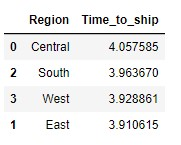 Region Time_to_ship
0 Central 4.057585
2 South 3.963670
3 West 3.928861
1 East 3.910615